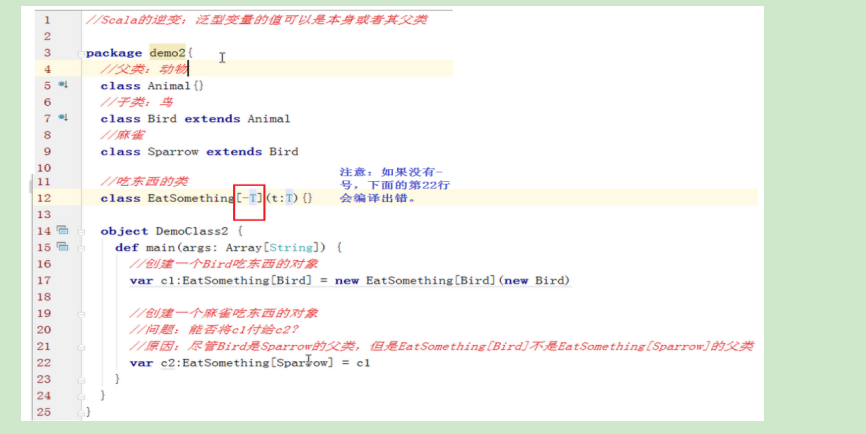 1 //Scala的逆变：泛型变量的值可以是本身或者其父类
2
3 package demo2{
4 //父类：动物
5 class Animal{}
6 //子类：鸟
7 class Bird extends Animal
8 //麻雀
9 class Sparrow extends Bird
10
11 //吃东西的类
12 class EatSomething[-T](t:T){}
注意：如果没有-
号，下面的第22行
会编译出错。
13
14 object DemoClass2 {
15 def main(args: Array[String]) {
16 //创建一个Bird吃东西的对象
17 var c1:EatSomething[Bird] = new EatSomething[Bird](new Bird)
18
19 //创建一个麻雀吃东西的对象
20 //问题：能否将c1付给c2？
21 //原因：尽管Bird是Sparrow的父类，但是EatSomething[Bird]不是EatSomething[Sparrow]的父类
22 var c2:EatSomething[Sparrow] = c1
23 }
24 }
25 }